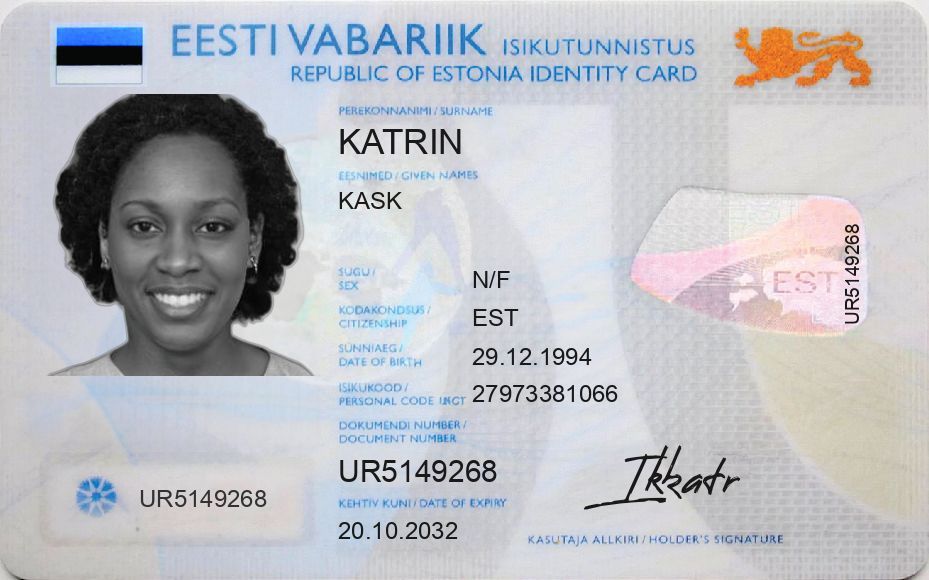 EESTI VABARIIK ISIKUTUNNISTUS
REPUBLIC OF ESTONIA IDENTITY CARD
PEREKONNANIMI / SURNAME
KATRIN
EESNIMED / GIVEN NAMES
KASK
SUGU /
SEX
N/F
KODAKONDSUS /
CITIZENSHIP
EST
SÜNNIAEG /
DATE OF BIRTH
29.12.1994
ISIKUKOOD /
PERSONAL CODE
27973381066
DOKUMENDI NUMBER /
DOCUMENT NUMBER
UR5149268
KEHTIV KUNI / DATE OF EXPIRY
20.10.2032
UR5149268
EST
UR5149268
KASUTAJA ALLKIRI / HOLDER'S SIGNATURE